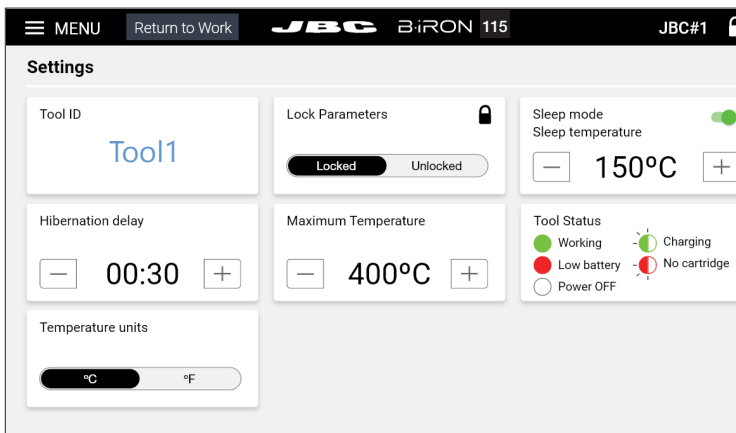 MENU Return to Work JBC B·iRON 115 JBC#1
Settings
Tool ID
Tool1
Lock Parameters
Locked Unlocked
Sleep mode
Sleep temperature
150ºC
Hibernation delay
00:30
Maximum Temperature
400ºC
Tool Status
Working Charging
Low battery No cartridge
Power OFF
Temperature units
ºC ºF